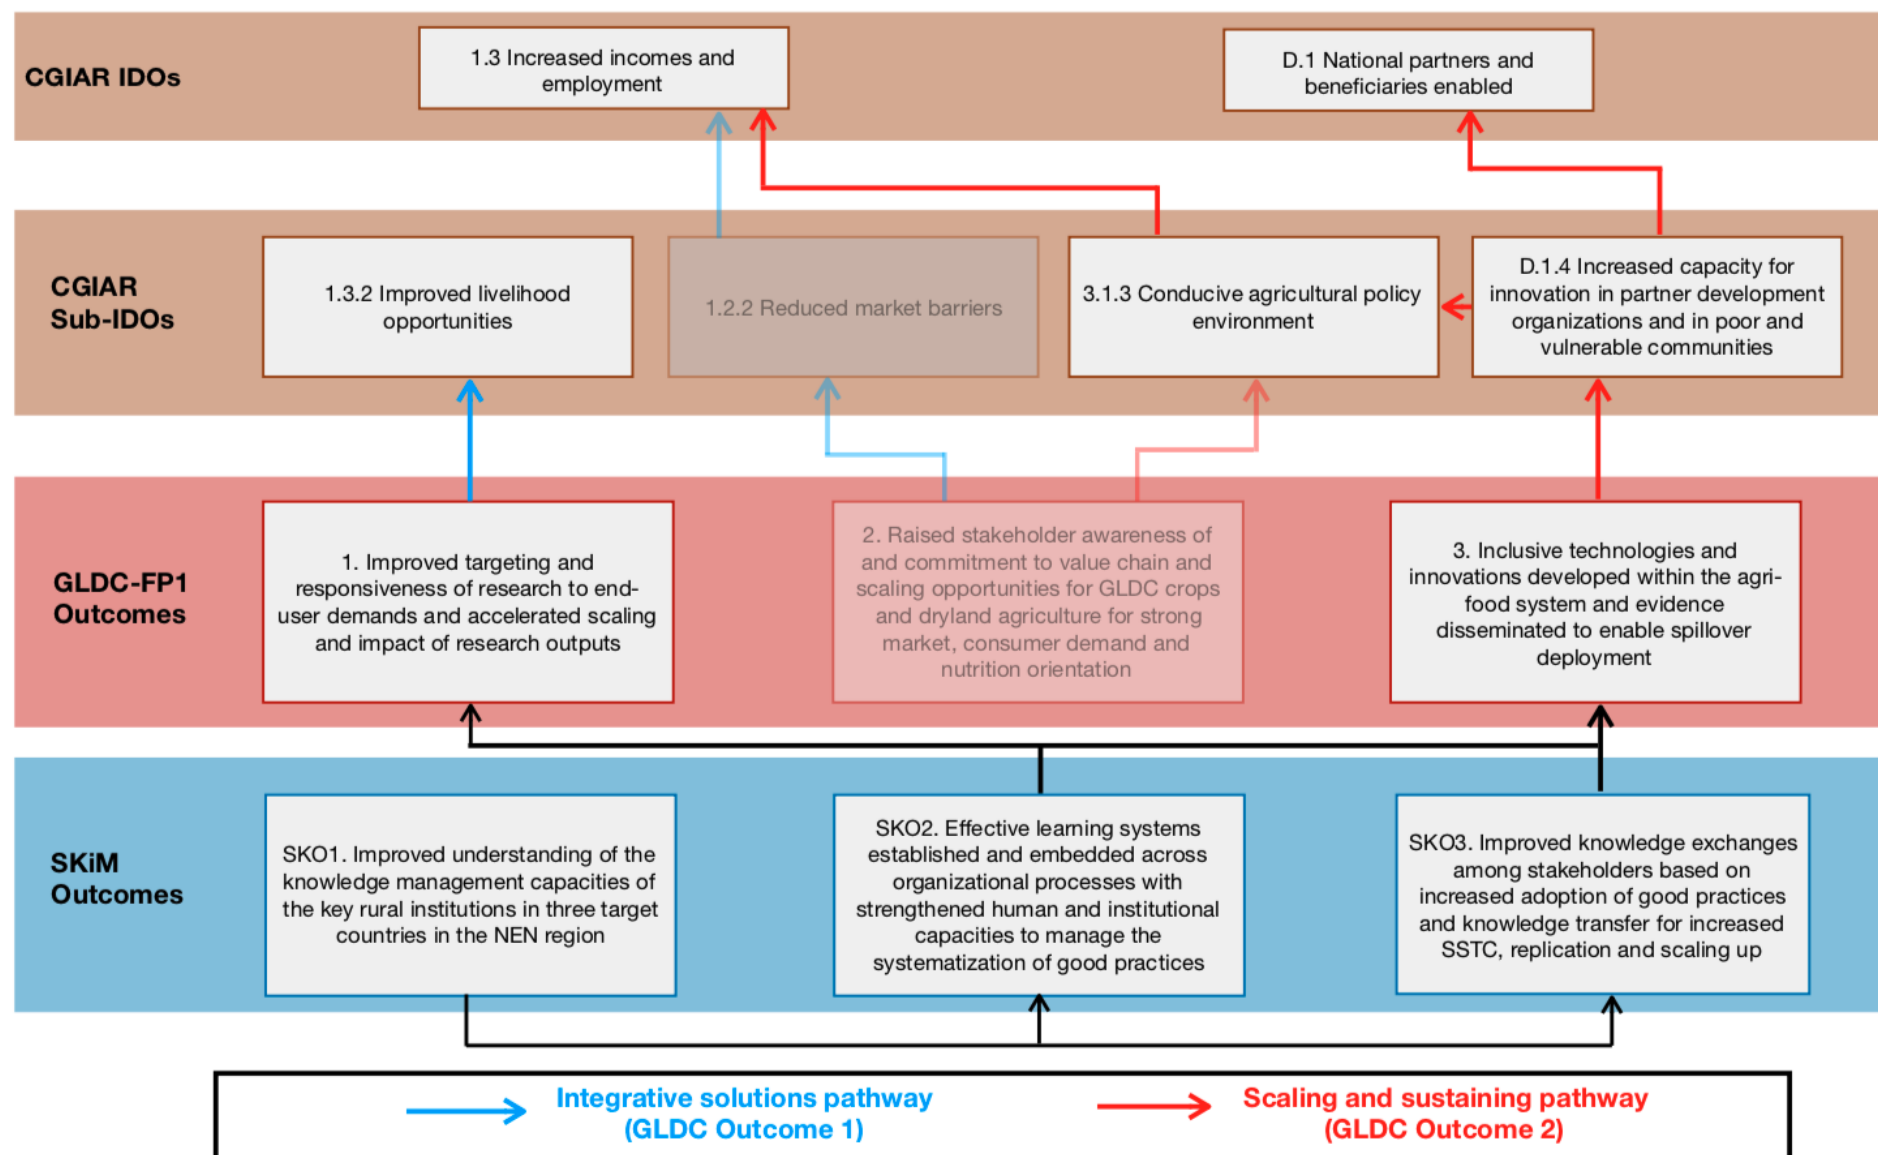 CGIAR IDOs
1.3 Increased incomes and
employment
D.1 National partners and
beneficiaries enabled
CGIAR
Sub-IDOs
1.3.2 Improved livelihood
opportunities
1.2.2 Reduced market barriers
3.1.3 Conducive agricultural policy
environment
D.1.4 Increased capacity for
innovation in partner development
organizations and in poor and
vulnerable communities
GLDC-FP1
Outcomes
1. Improved targeting and
responsiveness of research to end-
user demands and accelerated scaling
and impact of research outputs
2. Raised stakeholder awareness of
and commitment to value chain and
scaling opportunities for GLDC crops
and dryland agriculture for strong
market, consumer demand and
nutrition orientation
3. Inclusive technologies and
innovations developed within the agri-
food system and evidence
disseminated to enable spillover
deployment
SKiM
Outcomes
SKO1. Improved understanding of the
knowledge management capacities of
the key rural institutions in three target
countries in the NEN region
SKO2. Effective learning systems
established and embedded across
organizational processes with
strengthened human and institutional
capacities to manage the
systematization of good practices
SKO3. Improved knowledge exchanges
among stakeholders based on
increased adoption of good practices
and knowledge transfer for increased
SSTC, replication and scaling up
Integrative solutions pathway
(GLDC Outcome 1)
Scaling and sustaining pathway
(GLDC Outcome 2)